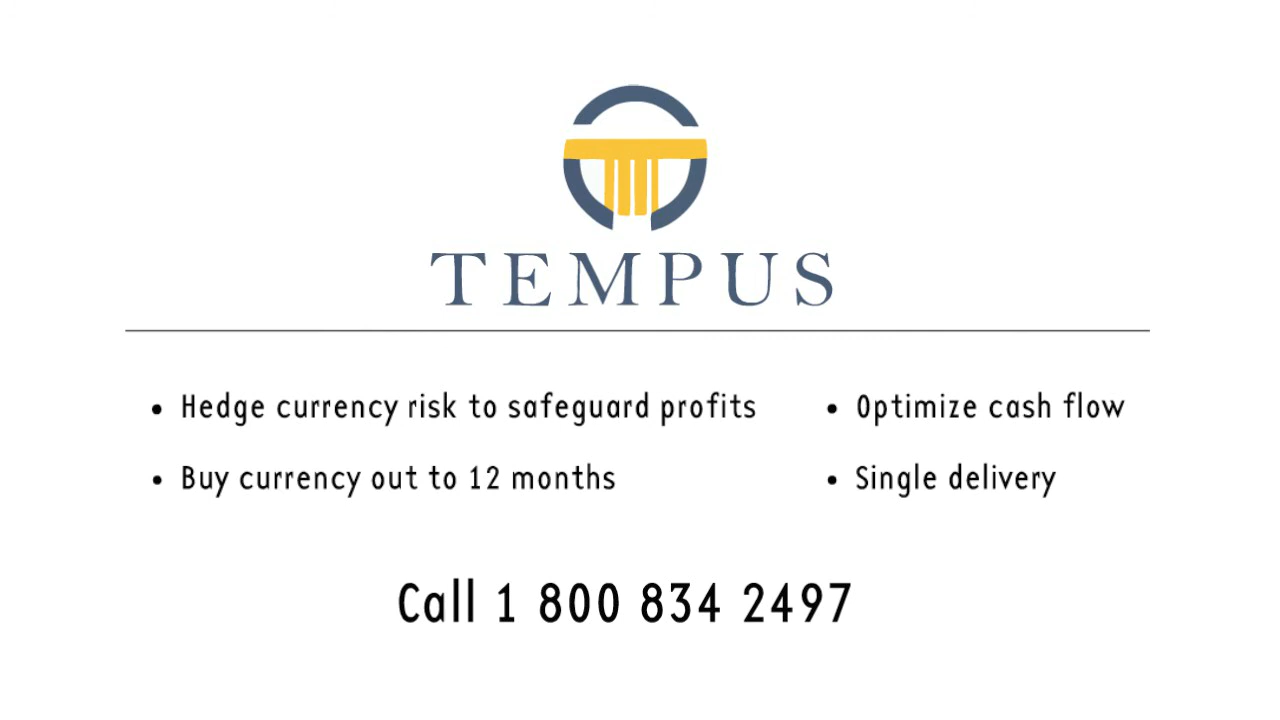 TEMPUS
• Hedge currency risk to safeguard profits
• Buy currency out to 12 months
• Optimize cash flow
• Single delivery
Call 1 800 834 2497